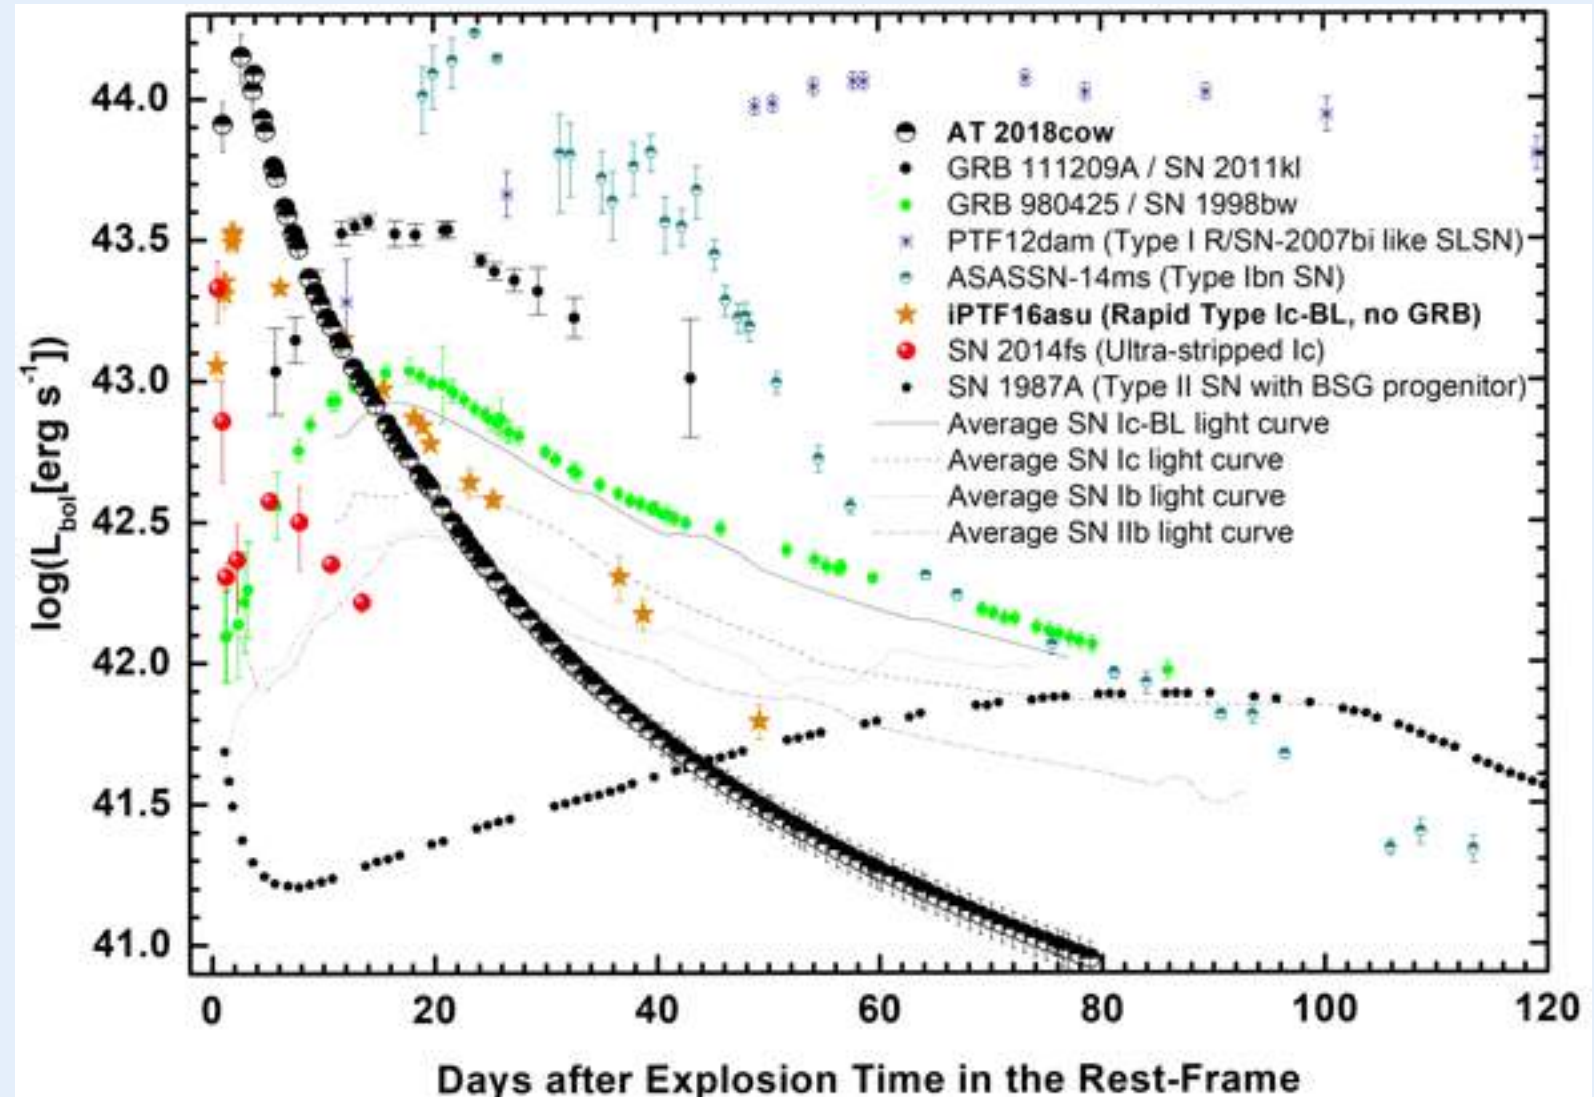 44.0
43.5
43.0
42.5
42.0
41.5
41.0
log(L_bol[erg s^-1])
AT 2018cow
GRB 111209A / SN 2011kl
GRB 980425 / SN 1998bw
PTF12dam (Type I R/SN-2007bi like SLSN)
ASASSN-14ms (Type Ibn SN)
iPTF16asu (Rapid Type Ic-BL, no GRB)
SN 2014fs (Ultra-stripped Ic)
SN 1987A (Type II SN with BSG progenitor)
Average SN Ic-BL light curve
Average SN Ic light curve
Average SN Ib light curve
Average SN IIb light curve
0 20 40 60 80 100 120
Days after Explosion Time in the Rest-Frame